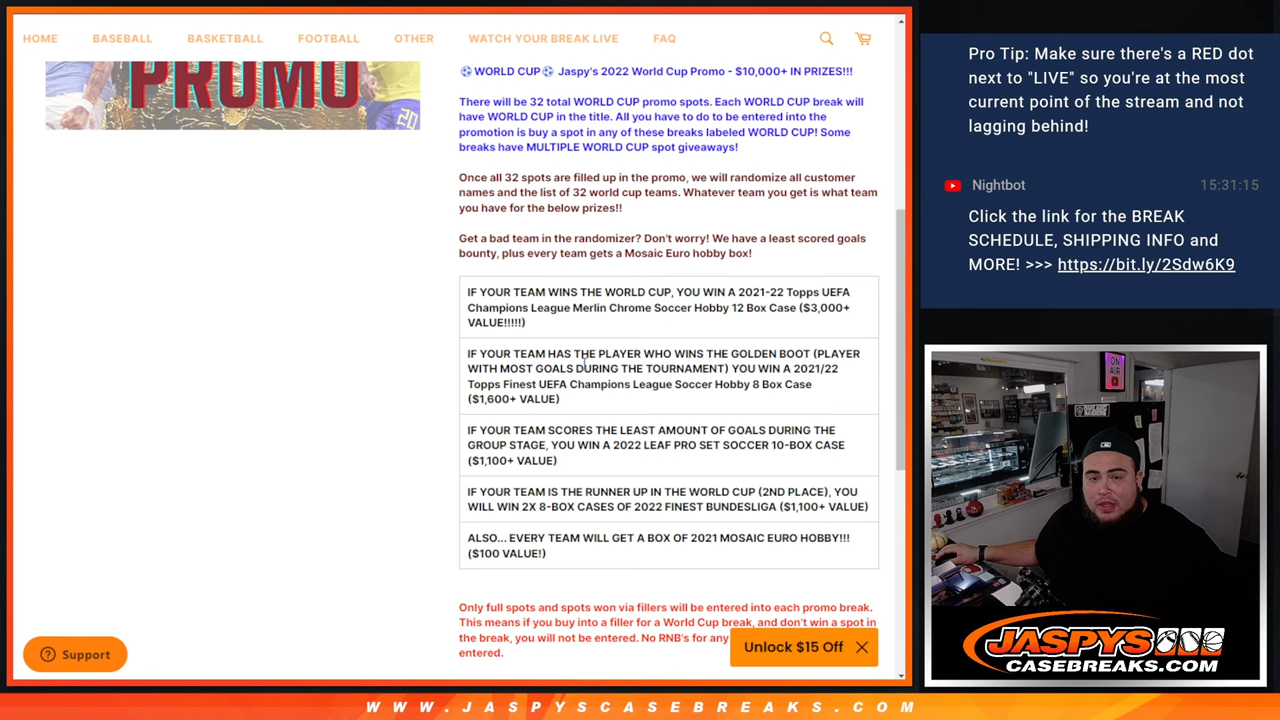 HOME BASEBALL BASKETBALL FOOTBALL OTHER WATCH YOUR BREAK LIVE FAQ
PROMO
20
⚽WORLD CUP⚽ Jaspy's 2022 World Cup Promo - $10,000+ IN PRIZES!!!
There will be 32 total WORLD CUP promo spots. Each WORLD CUP break will
have WORLD CUP in the title. All you have to do to be entered into the
promotion is buy a spot in any of these breaks labeled WORLD CUP! Some
breaks have MULTIPLE WORLD CUP spot giveaways!
Once all 32 spots are filled up in the promo, we will randomize all customer
names and the list of 32 world cup teams. Whatever team you get is what team
you have for the below prizes!!
Get a bad team in the randomizer? Don't worry! We have a least scored goals
bounty, plus every team gets a Mosaic Euro hobby box!
IF YOUR TEAM WINS THE WORLD CUP, YOU WIN A 2021-22 Topps UEFA
Champions League Merlin Chrome Soccer Hobby 12 Box Case ($3,000+
VALUE!!!!!)
IF YOUR TEAM HAS THE PLAYER WHO WINS THE GOLDEN BOOT (PLAYER
WITH MOST GOALS DURING THE TOURNAMENT) YOU WIN A 2021/22
Topps Finest UEFA Champions League Soccer Hobby 8 Box Case
($1,600+ VALUE)
IF YOUR TEAM SCORES THE LEAST AMOUNT OF GOALS DURING THE
GROUP STAGE, YOU WIN A 2022 LEAF PRO SET SOCCER 10-BOX CASE
($1,100+ VALUE)
IF YOUR TEAM IS THE RUNNER UP IN THE WORLD CUP (2ND PLACE), YOU
WILL WIN 2X 8-BOX CASES OF 2022 FINEST BUNDESLIGA ($1,100+ VALUE)
ALSO... EVERY TEAM WILL GET A BOX OF 2021 MOSAIC EURO HOBBY!!!
($100 VALUE!)
Only full spots and spots won via fillers will be entered into each promo break.
This means if you buy into a filler for a World Cup break, and don't win a spot in
the break, you will not be entered. No RNB's for any
entered.
Support
Unlock $15 Off
Pro Tip: Make sure there's a RED dot
next to "LIVE" so you're at the most
current point of the stream and not
lagging behind!
Nightbot 15:31:15
Click the link for the BREAK
SCHEDULE, SHIPPING INFO and
MORE! >>> https://bit.ly/2Sdw6K9
ON AIR
JASPYS
CASEBREAKS.COM
WWW.JASPYSCASEBREAKS.COM